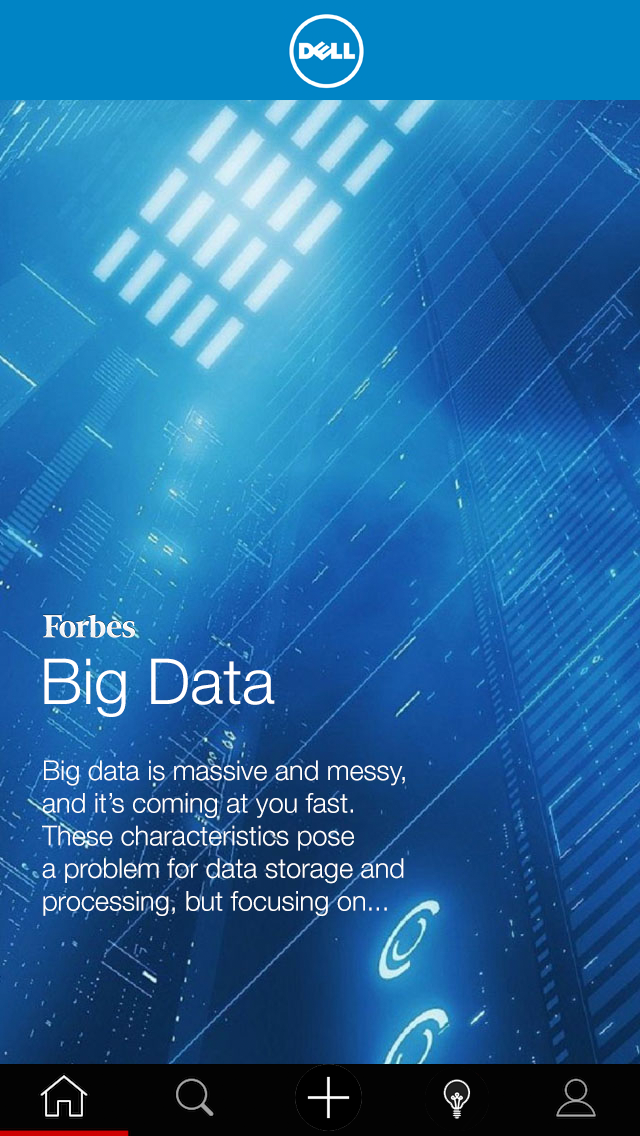 DELL
Forbes
Big Data
Big data is massive and messy,
and it's coming at you fast.
These characteristics pose
a problem for data storage and
processing, but focusing on...